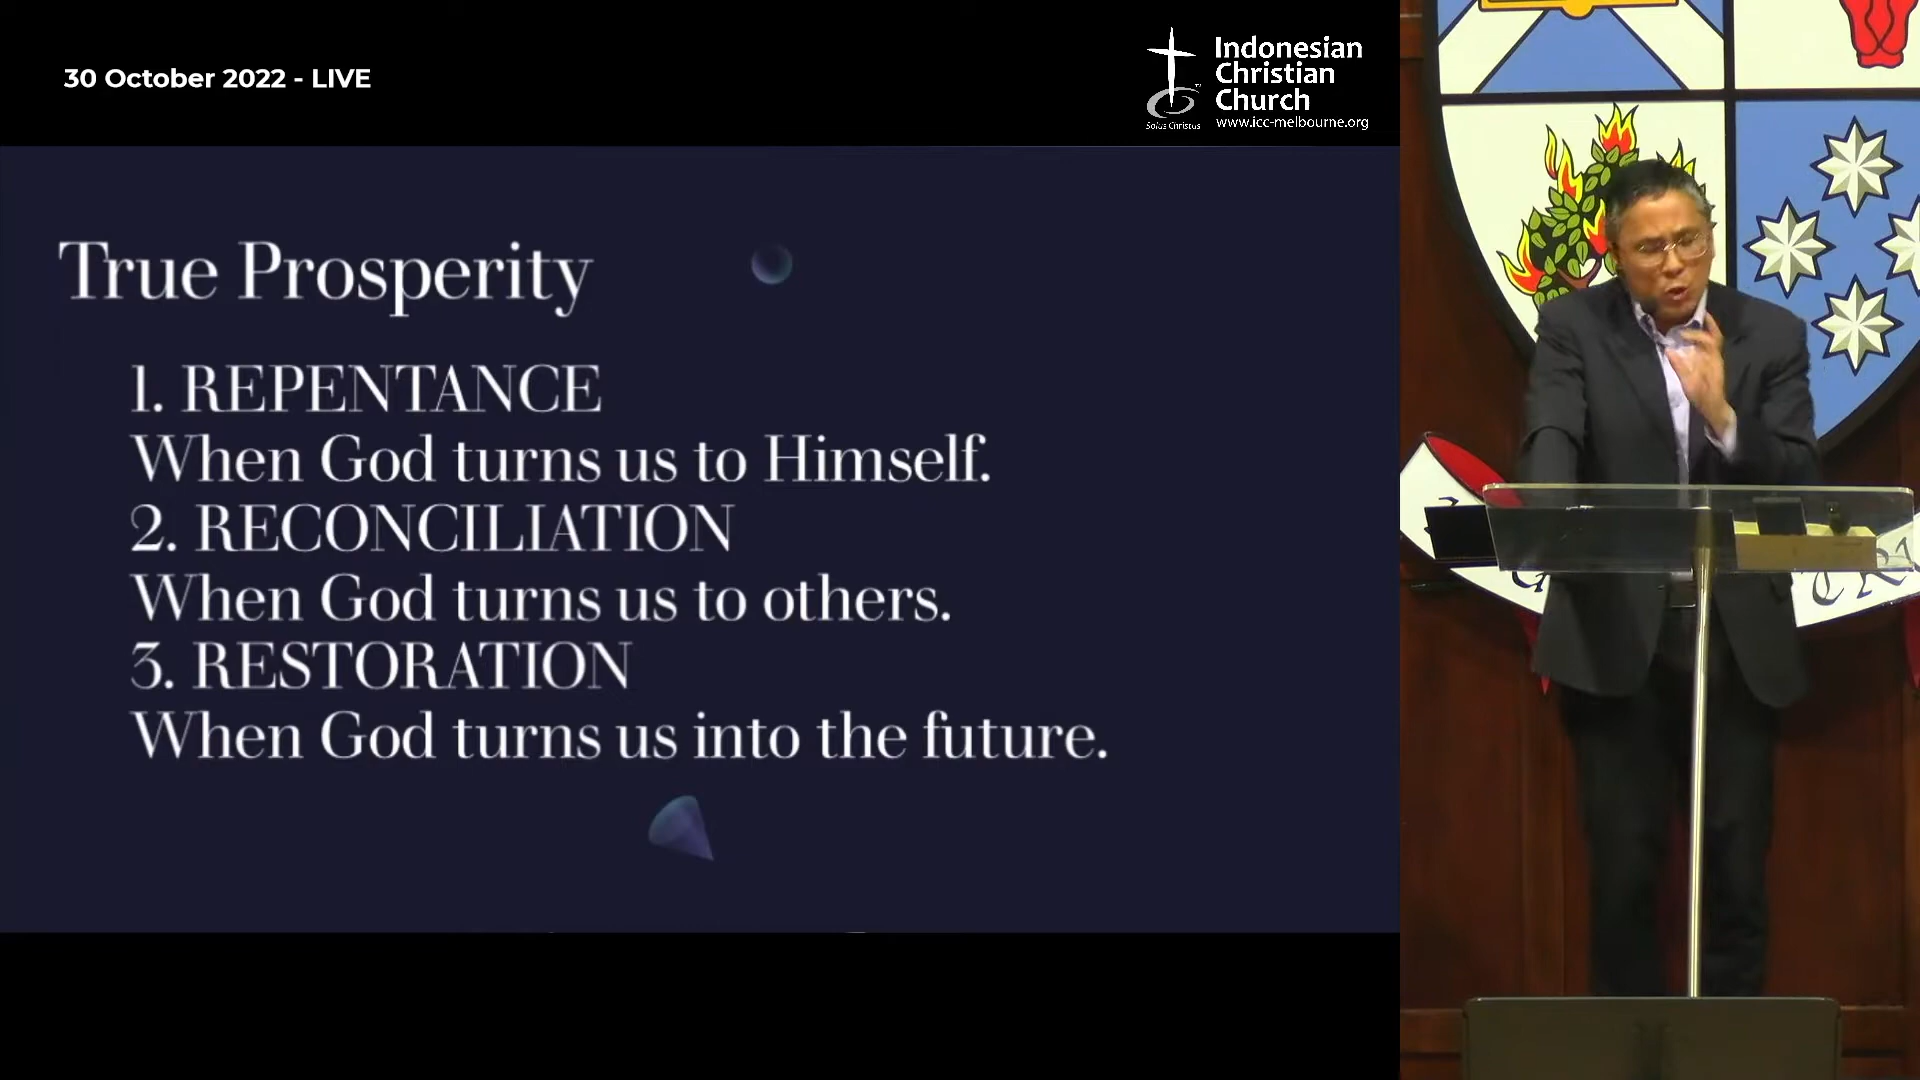 30 October 2022 - LIVE
Indonesian
Christian
Church
www.icc-melbourne.org
Solus Christus
True Prosperity
1. REPENTANCE
When God turns us to Himself.
2. RECONCILIATION
When God turns us to others.
3. RESTORATION
When God turns us into the future.